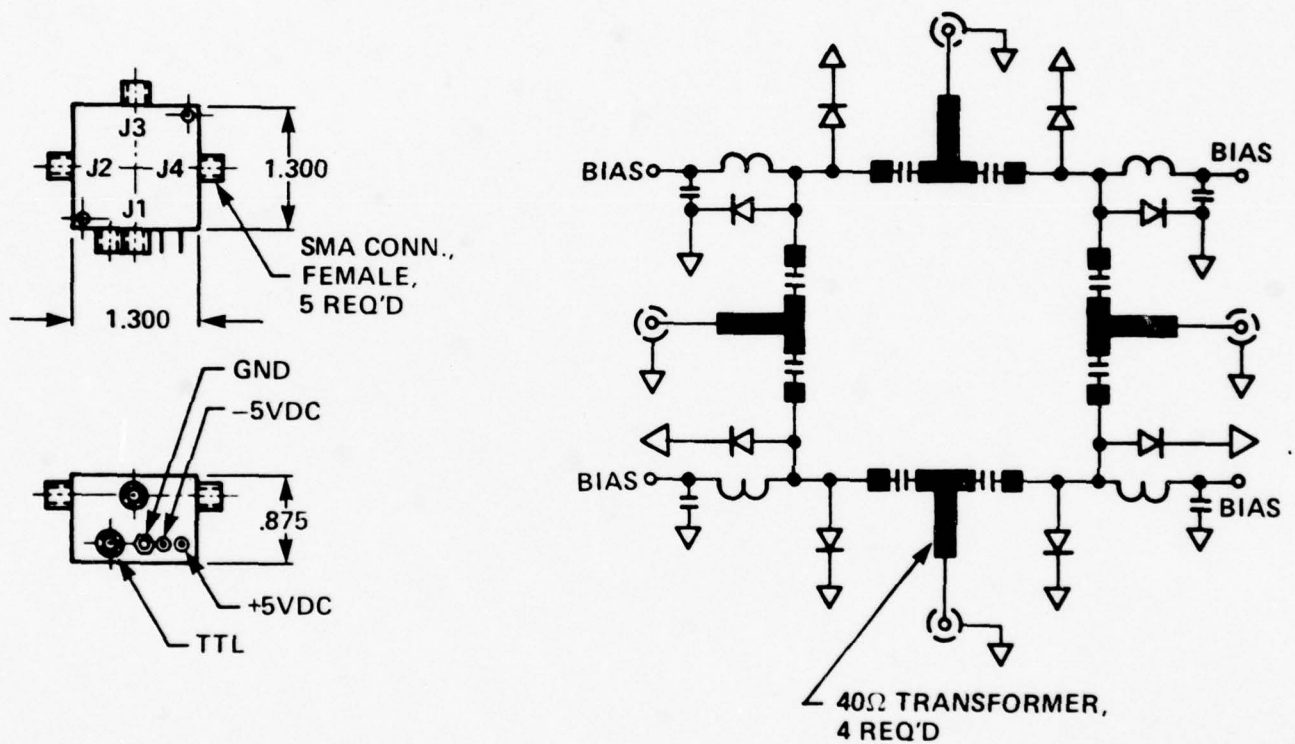 J3
J2 J4
J1
1.300
1.300
SMA CONN.,
FEMALE,
5 REQ'D
GND
–5VDC
.875
+5VDC
TTL
BIAS
BIAS
BIAS
BIAS
40Ω TRANSFORMER,
4 REQ'D